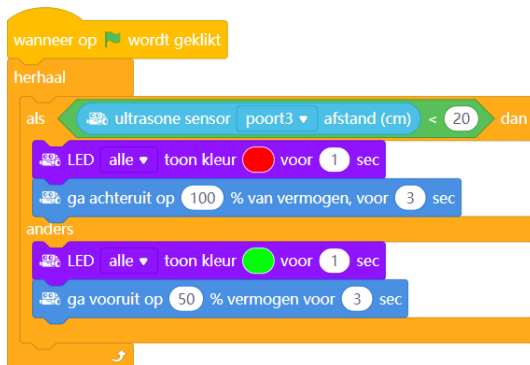 wanneer op wordt geklikt
herhaal
als ultrasone sensor poort3 afstand (cm) < 20 dan
LED alle toon kleur voor 1 sec
ga achteruit op 100 % van vermogen, voor 3 sec
anders
LED alle toon kleur voor 1 sec
ga vooruit op 50 % vermogen voor 3 sec